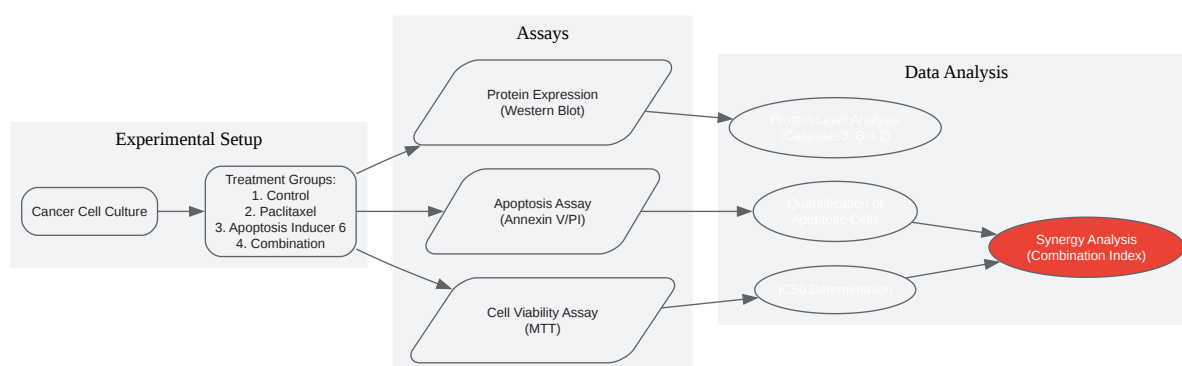 Experimental Setup
Cancer Cell Culture
Treatment Groups:
1. Control
2. Paclitaxel
3. Apoptosis Inducer 6
4. Combination
Assays
Protein Expression
(Western Blot)
Apoptosis Assay
(Annexin V/PI)
Cell Viability Assay
(MTT)
Data Analysis
Protein Level Analysis
(Caspase-3, Bcl-2)
Quantification of
Apoptotic Cells
IC50 Determination
Synergy Analysis
(Combination Index)